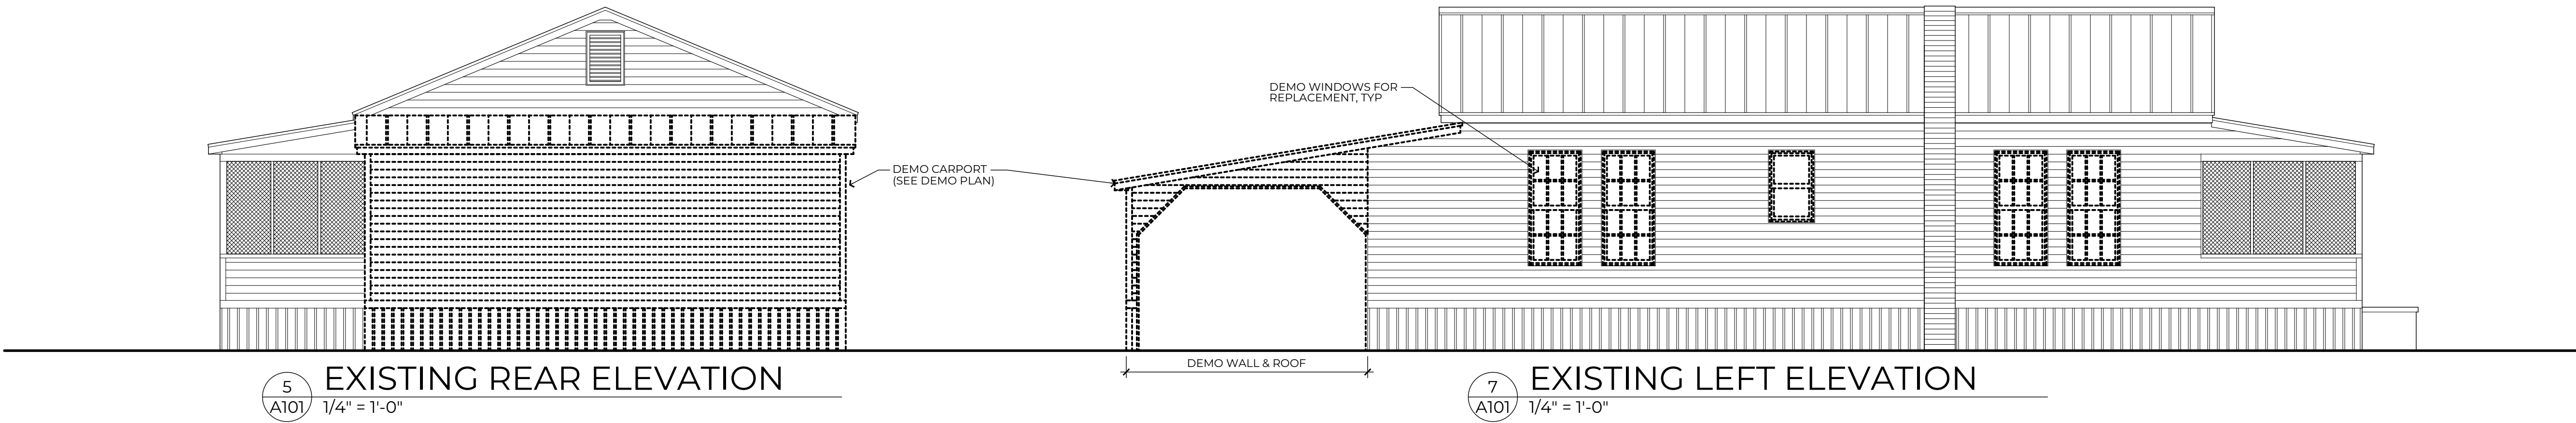 DEMO WINDOWS FOR
REPLACEMENT, TYP
DEMO CARPORT
(SEE DEMO PLAN)
DEMO WALL & ROOF
5
A101
EXISTING REAR ELEVATION
1/4" = 1'-0"
7
A101
EXISTING LEFT ELEVATION
1/4" = 1'-0"